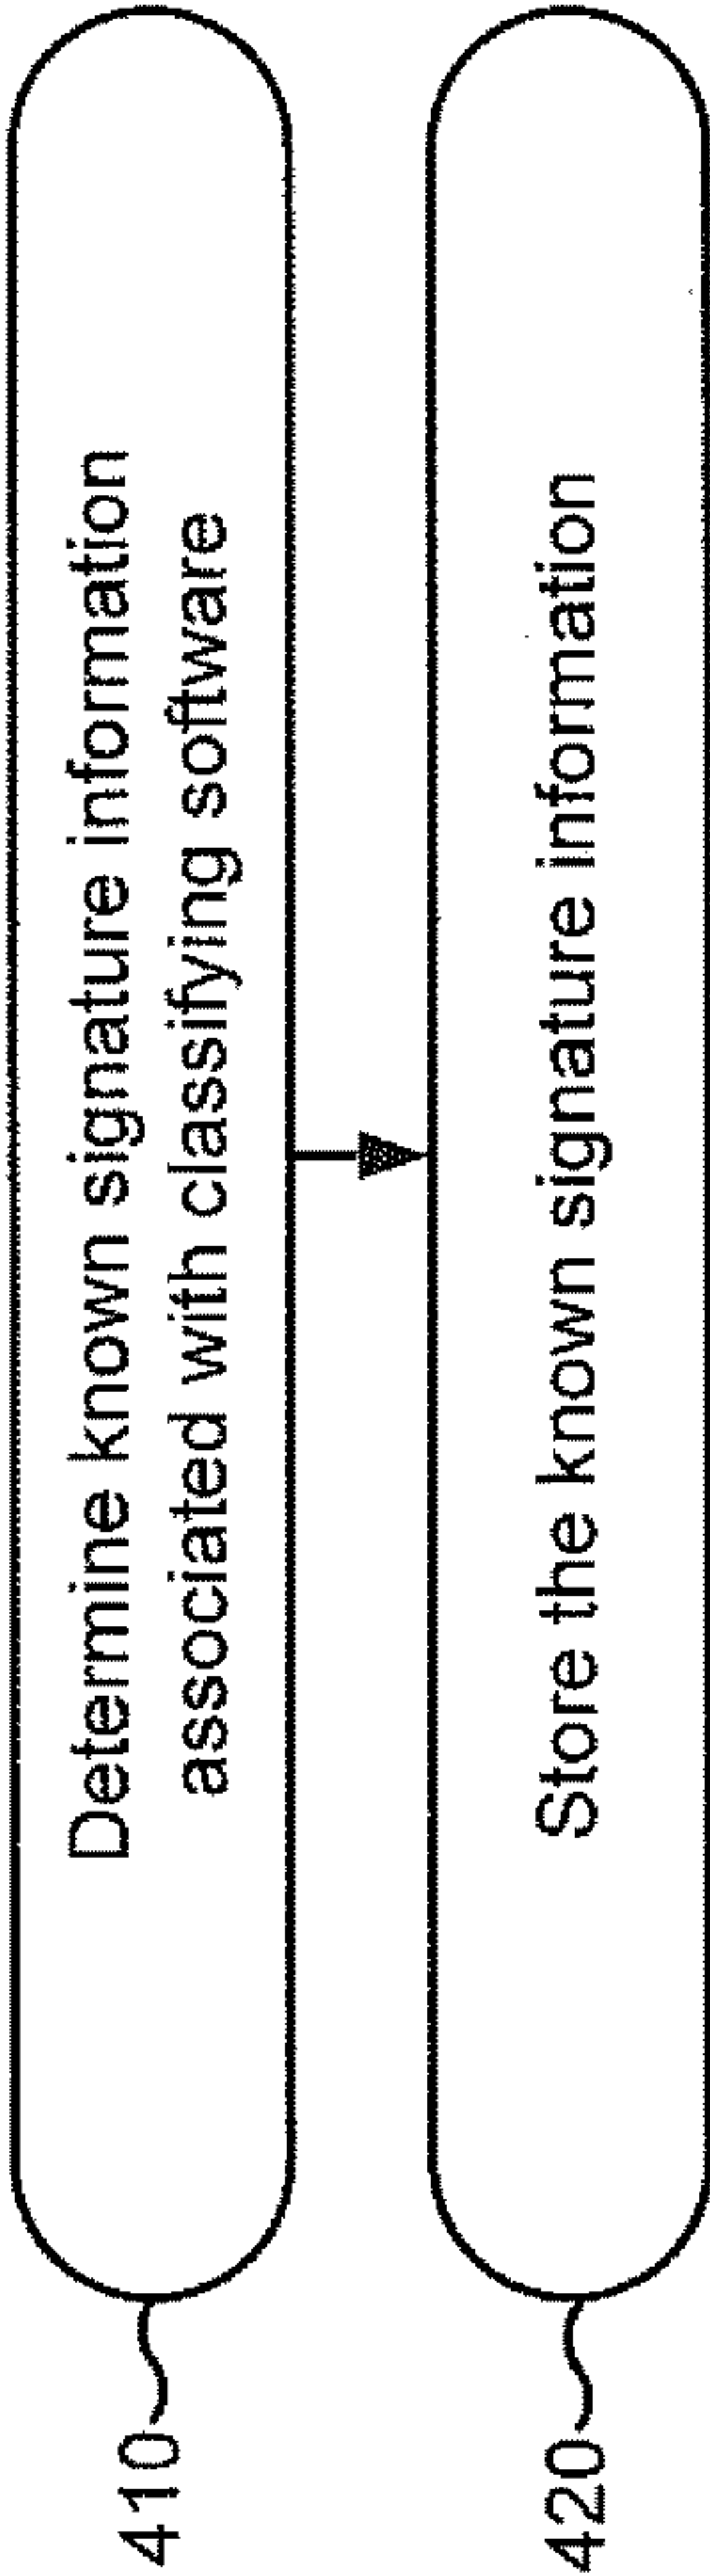 410
Determine known signature information
associated with classifying software
420
Store the known signature information